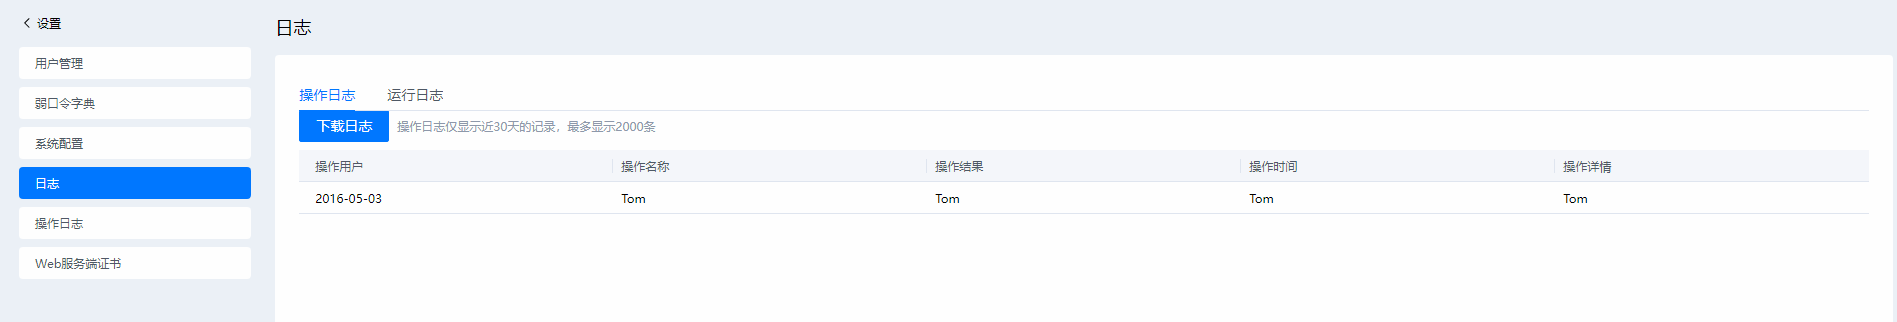 设置
用户管理
弱口令字典
系统配置
日志
操作日志
Web服务端证书
日志
操作日志 运行日志
下载日志 操作日志仅显示近30天的记录，最多显示2000条
操作用户 操作名称 操作结果 操作时间 操作详情
2016-05-03 Tom Tom Tom Tom